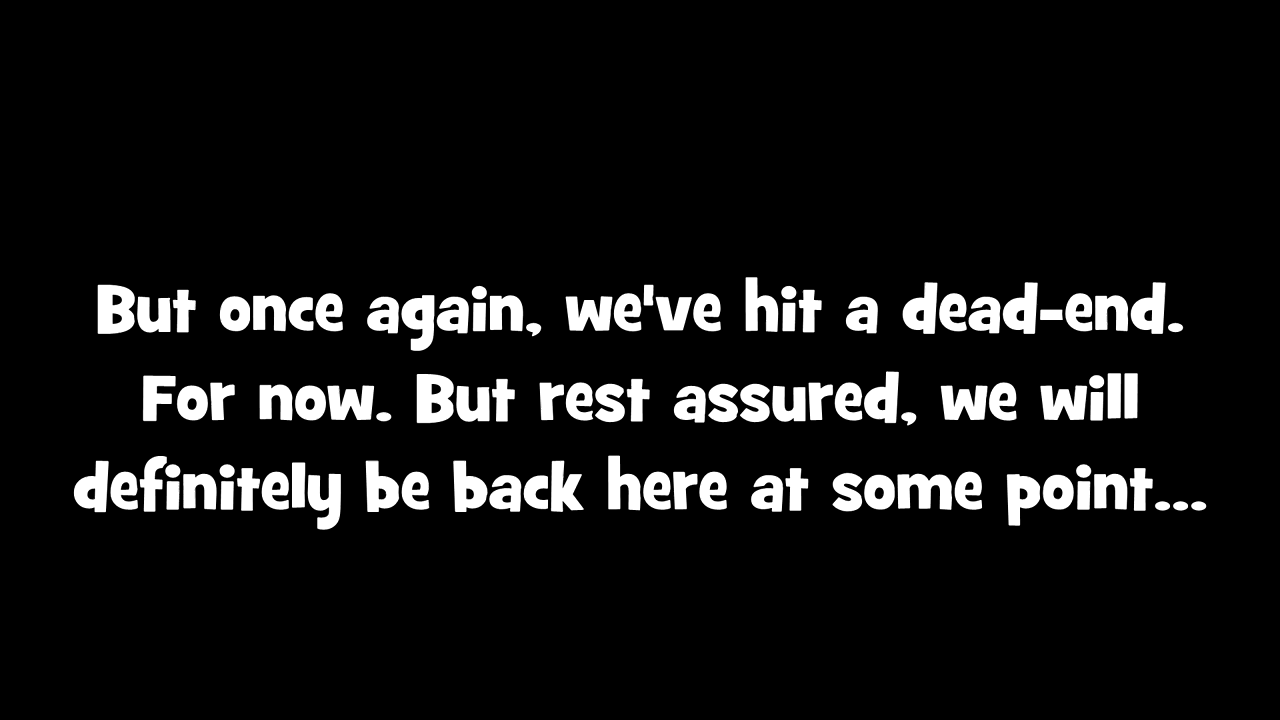 But once again, we've hit a dead-end.
For now. But rest assured, we will
definitely be back here at some point...